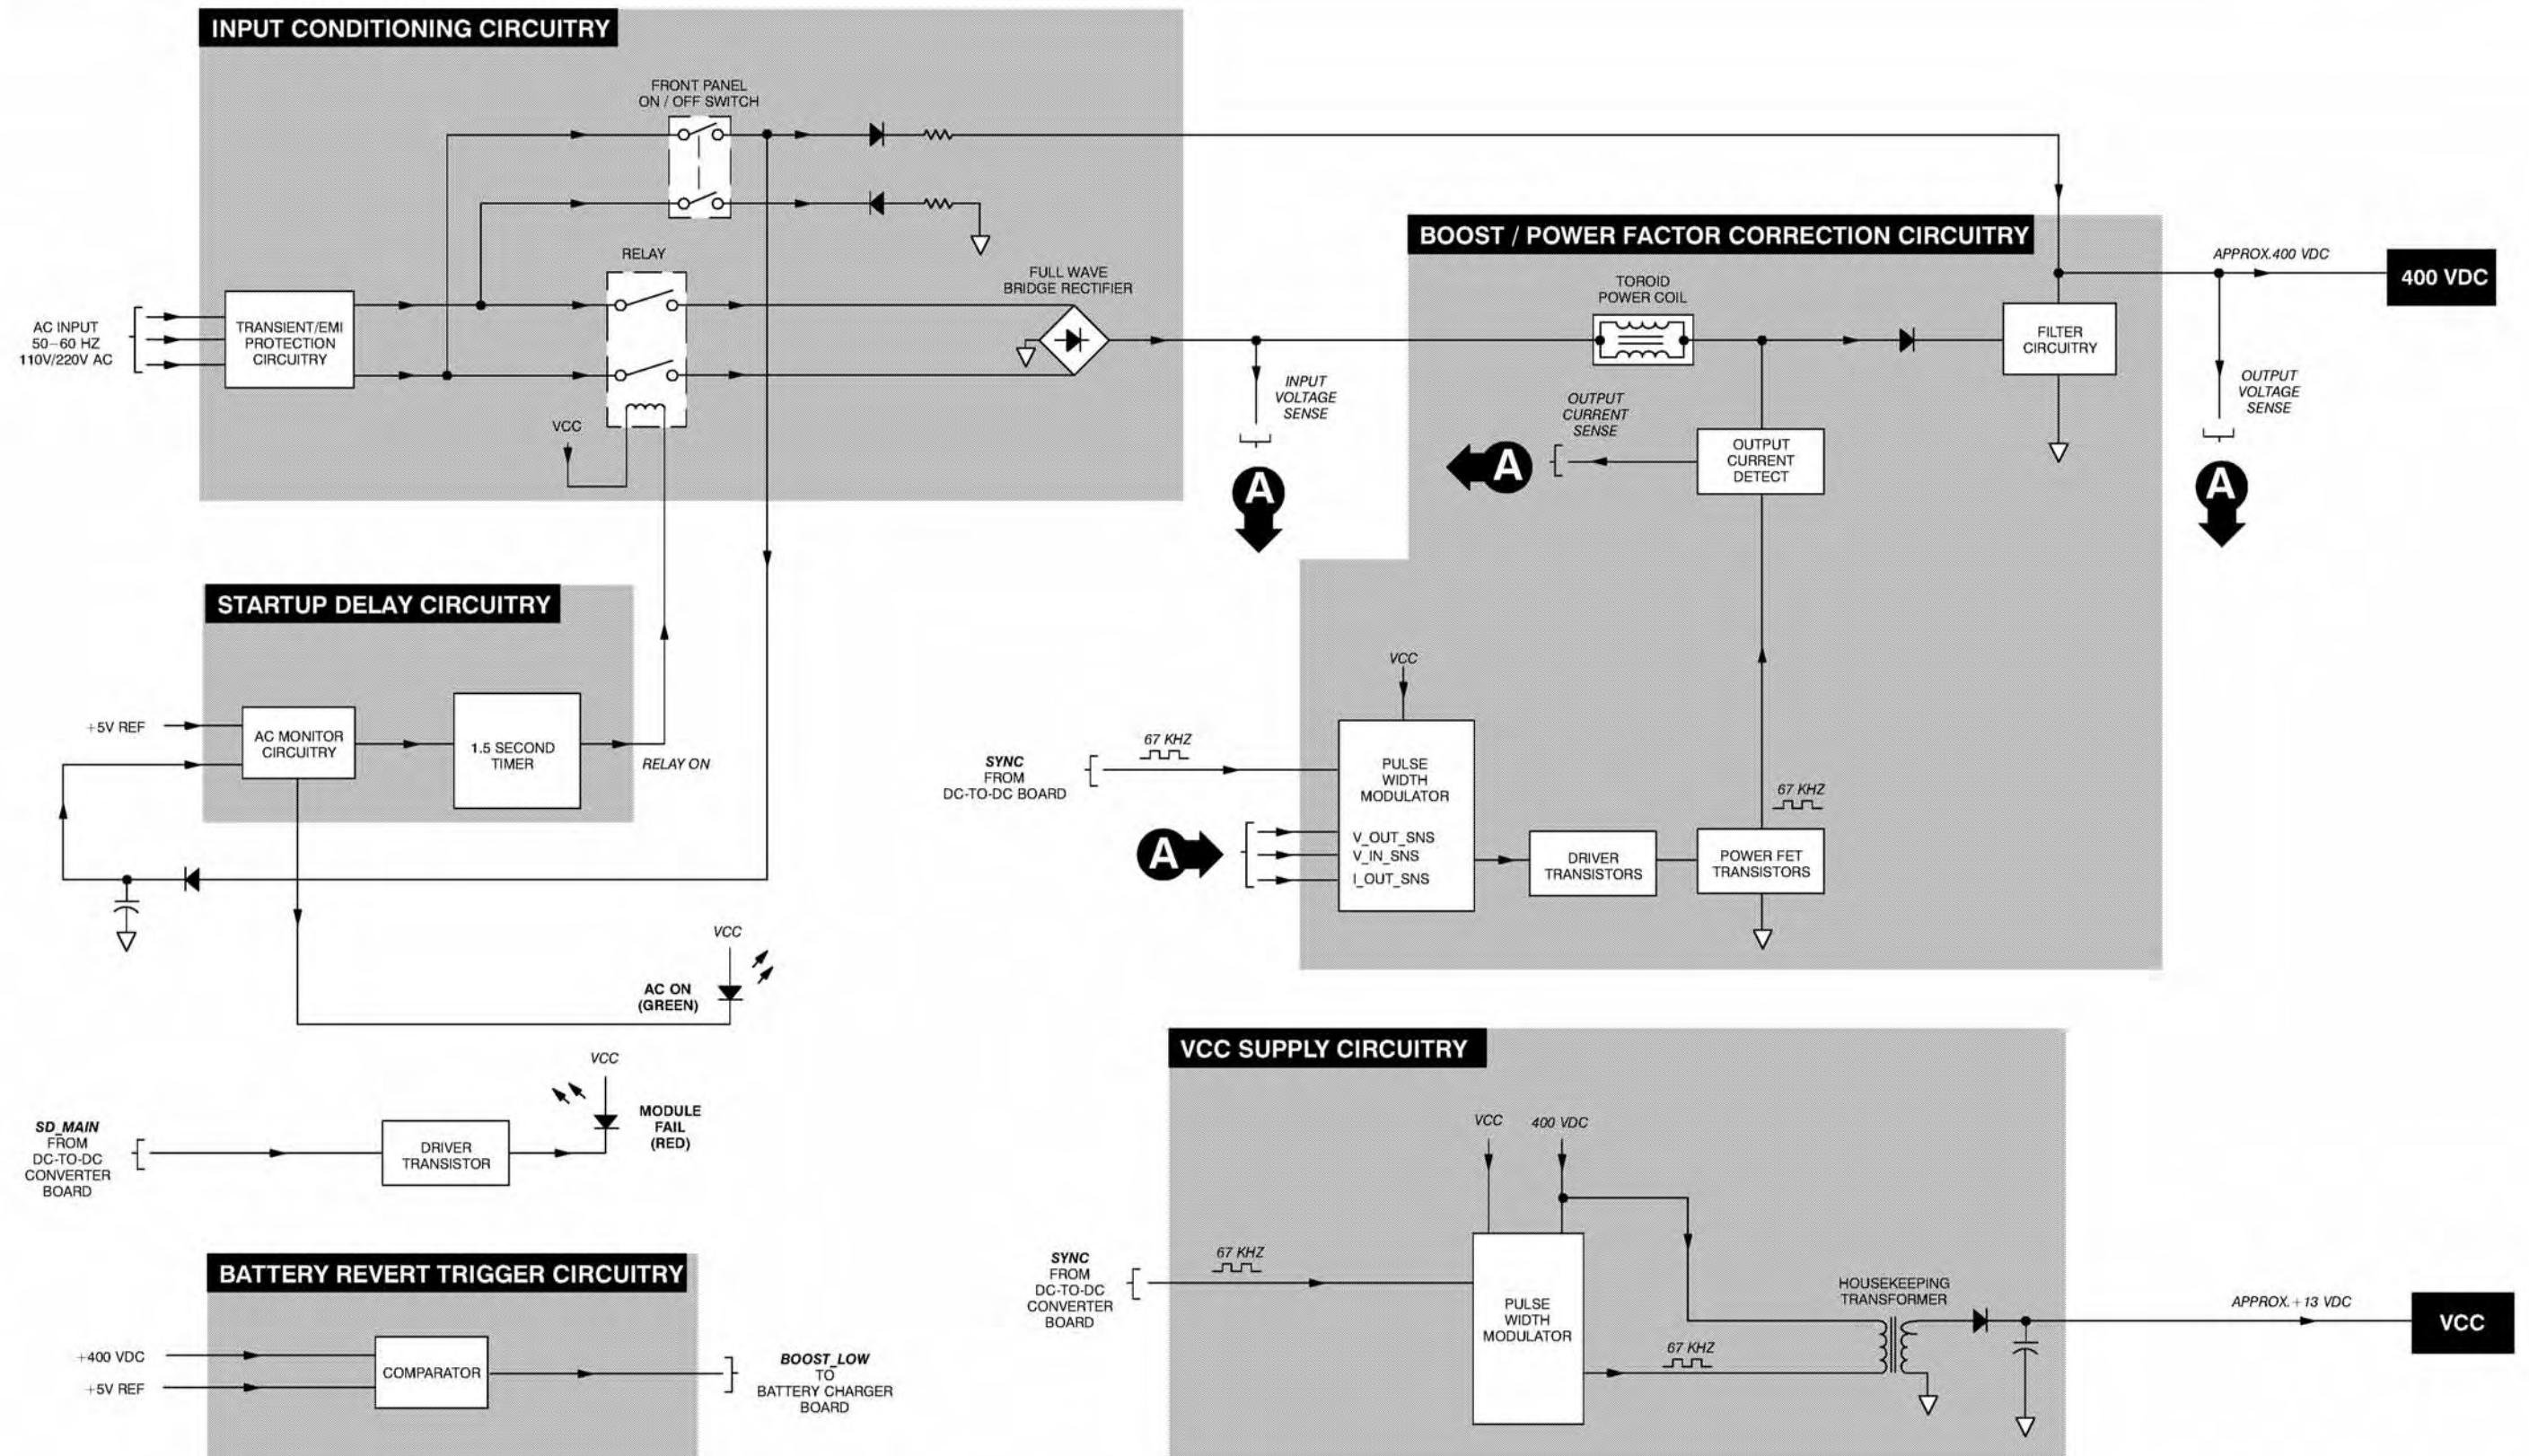 INPUT CONDITIONING CIRCUITRY
FRONT PANEL
ON / OFF SWITCH
RELAY
FULL WAVE
BRIDGE RECTIFIER
AC INPUT
50–60 HZ
110V/220V AC
TRANSIENT/EMI
PROTECTION
CIRCUITRY
VCC
INPUT
VOLTAGE
SENSE
A
BOOST / POWER FACTOR CORRECTION CIRCUITRY
TOROID
POWER COIL
OUTPUT
CURRENT
SENSE
A
OUTPUT
CURRENT
DETECT
FILTER
CIRCUITRY
APPROX.400 VDC
400 VDC
OUTPUT
VOLTAGE
SENSE
A
VCC
SYNC
FROM
DC-TO-DC BOARD
67 KHZ
PULSE
WIDTH
MODULATOR
A
V_OUT_SNS
V_IN_SNS
I_OUT_SNS
DRIVER
TRANSISTORS
67 KHZ
POWER FET
TRANSISTORS
STARTUP DELAY CIRCUITRY
+5V REF
AC MONITOR
CIRCUITRY
1.5 SECOND
TIMER
RELAY ON
VCC
AC ON
(GREEN)
VCC
MODULE
FAIL
(RED)
SD_MAIN
FROM
DC-TO-DC
CONVERTER
BOARD
DRIVER
TRANSISTOR
BATTERY REVERT TRIGGER CIRCUITRY
+400 VDC
+5V REF
COMPARATOR
BOOST_LOW
TO
BATTERY CHARGER
BOARD
VCC SUPPLY CIRCUITRY
VCC
400 VDC
SYNC
FROM
DC-TO-DC
CONVERTER
BOARD
67 KHZ
PULSE
WIDTH
MODULATOR
67 KHZ
HOUSEKEEPING
TRANSFORMER
APPROX.+13 VDC
VCC